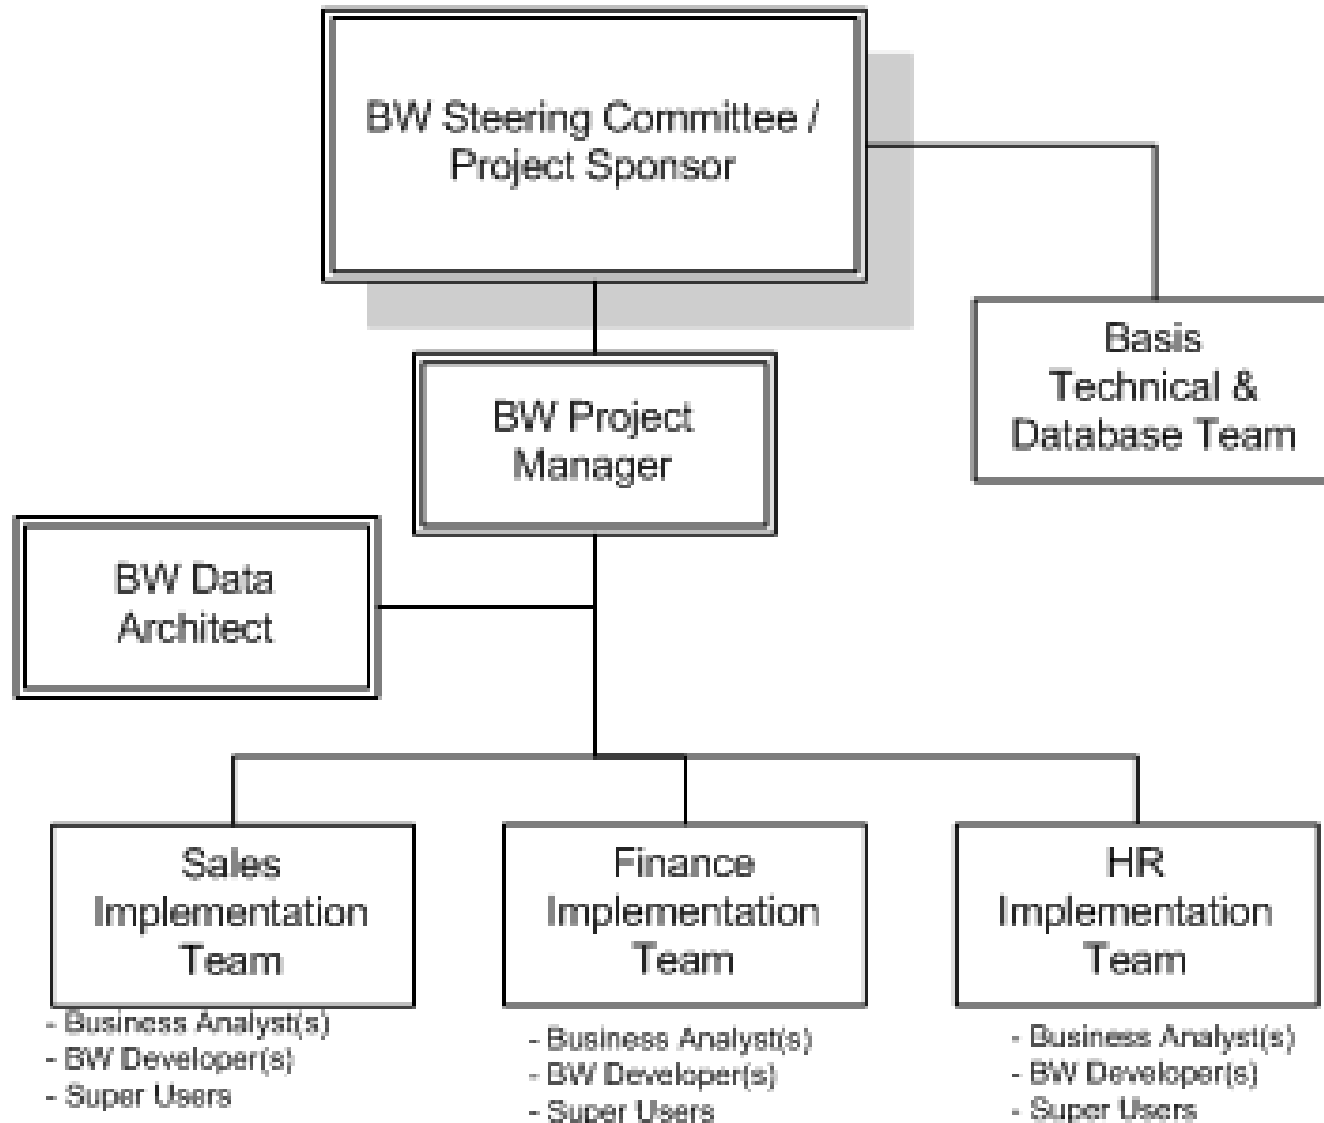 BW Steering Committee /
Project Sponsor
Basis
Technical &
Database Team
BW Project
Manager
BW Data
Architect
Sales
Implementation
Team
- Business Analyst(s)
- BW Developer(s)
- Super Users
Finance
Implementation
Team
- Business Analyst(s)
- BW Developer(s)
- Super Users
HR
Implementation
Team
- Business Analyst(s)
- BW Developer(s)
- Super Users